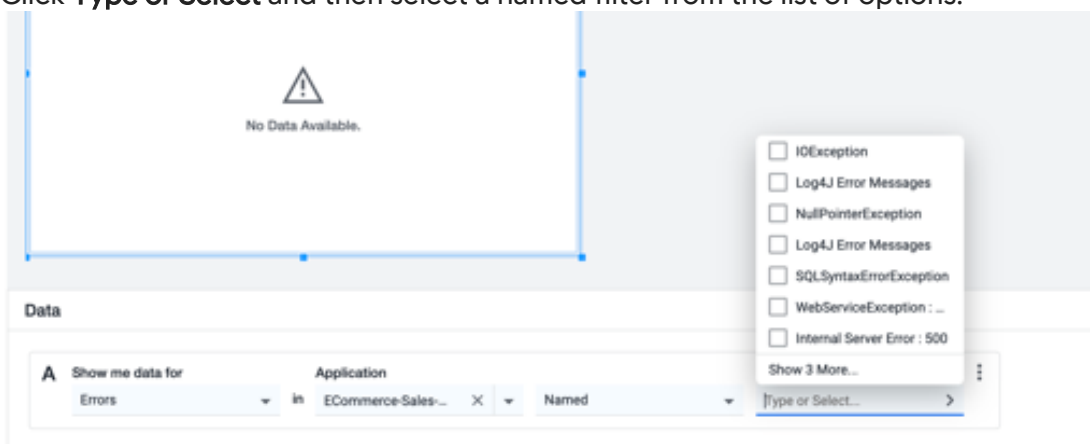 Click Type or Select and then select a named filter from the list of options.
No Data Available.
IOException
Log4J Error Messages
NullPointerException
Log4J Error Messages
SQLSyntaxErrorException
WebServiceException : ...
Internal Server Error : 500
Show 3 More...
Data
A Show me data for Application
Errors in ECommerce-Sales-... Named Type or Select...